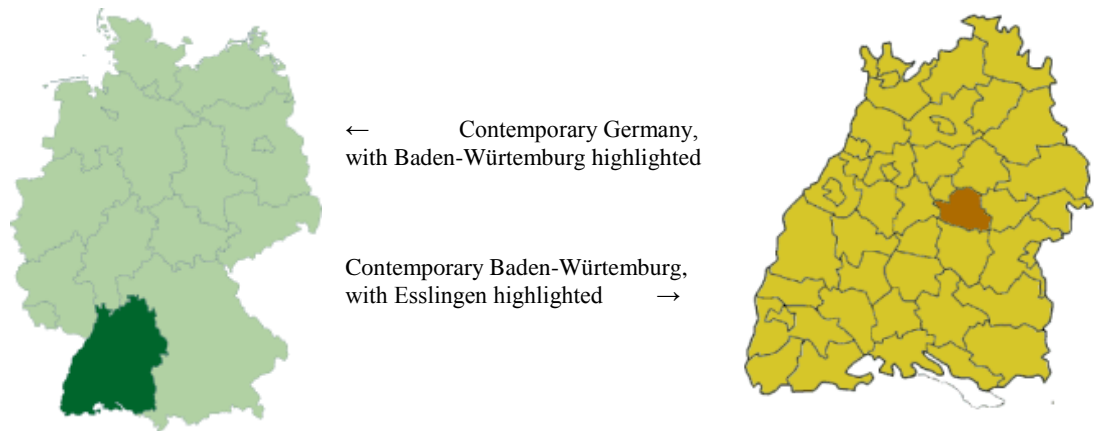 ← Contemporary Germany,
with Baden-Würtemburg highlighted
Contemporary Baden-Würtemburg,
with Esslingen highlighted →